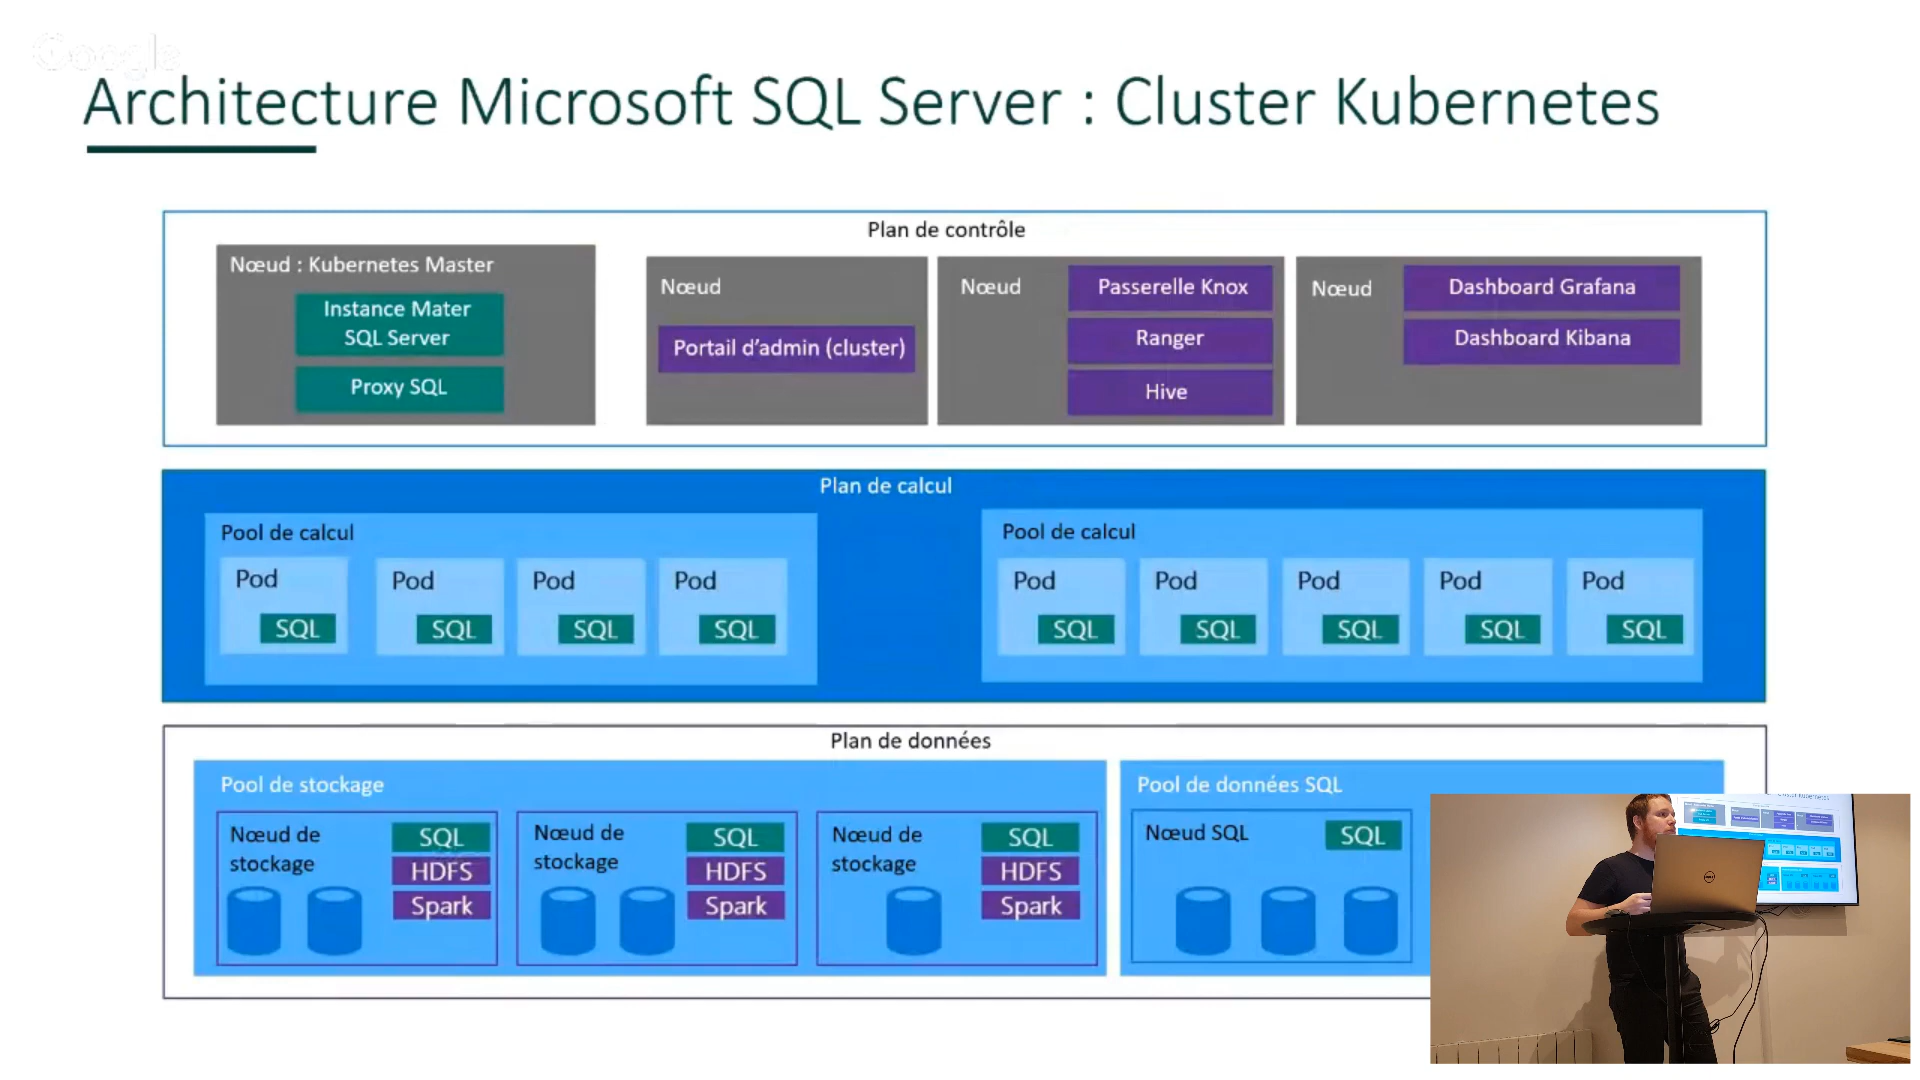 Google
Architecture Microsoft SQL Server : Cluster Kubernetes
Plan de contrôle
Nœud : Kubernetes Master
Instance Mater
SQL Server
Proxy SQL
Nœud
Portail d’admin (cluster)
Nœud
Passerelle Knox
Ranger
Hive
Nœud
Dashboard Grafana
Dashboard Kibana
Plan de calcul
Pool de calcul
Pod
SQL
Pod
SQL
Pod
SQL
Pod
SQL
Pool de calcul
Pod
SQL
Pod
SQL
Pod
SQL
Pod
SQL
Pod
SQL
Plan de données
Pool de stockage
Nœud de
stockage
SQL
HDFS
Spark
Nœud de
stockage
SQL
HDFS
Spark
Nœud de
stockage
SQL
HDFS
Spark
Pool de données SQL
Nœud SQL
SQL
Cluster Kubernetes